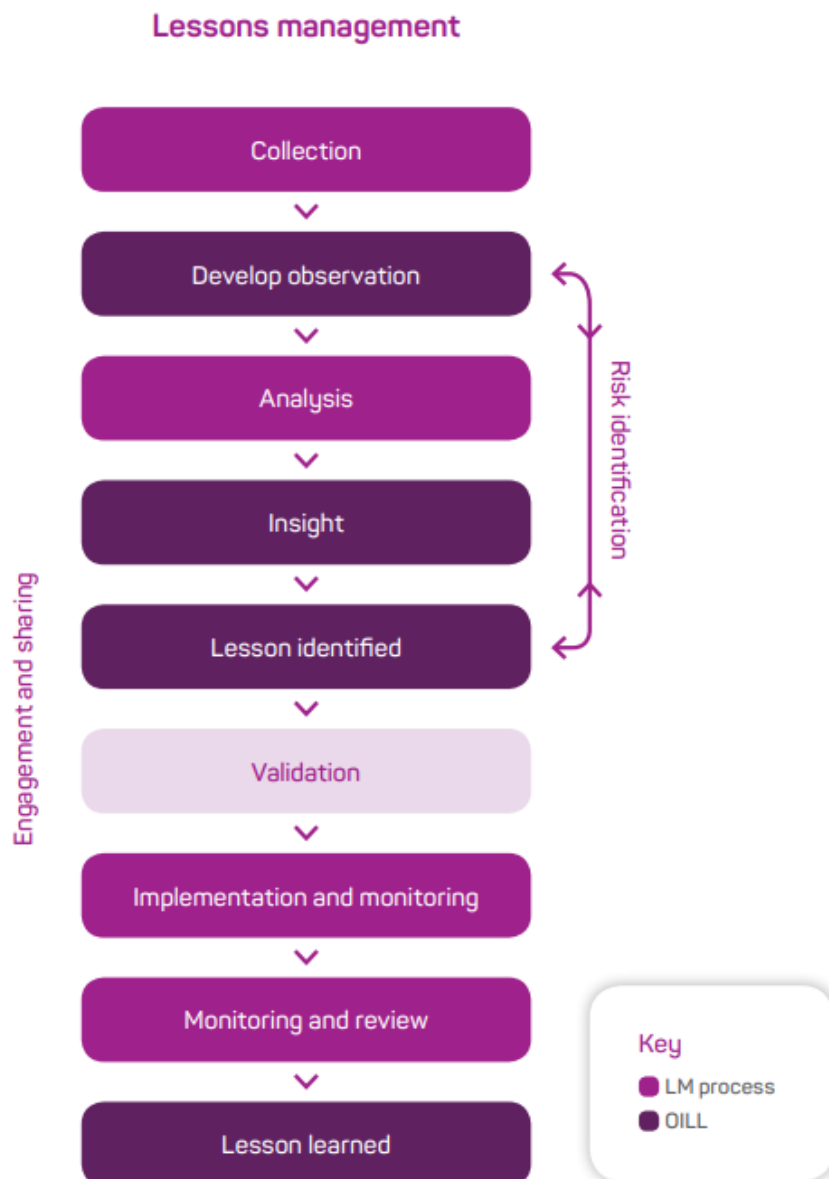 Lessons management
Collection
Develop observation
Analysis
Insight
Lesson identified
Validation
Implementation and monitoring
Monitoring and review
Lesson learned
Risk identification
Engagement and sharing
Key
LM process
OILL